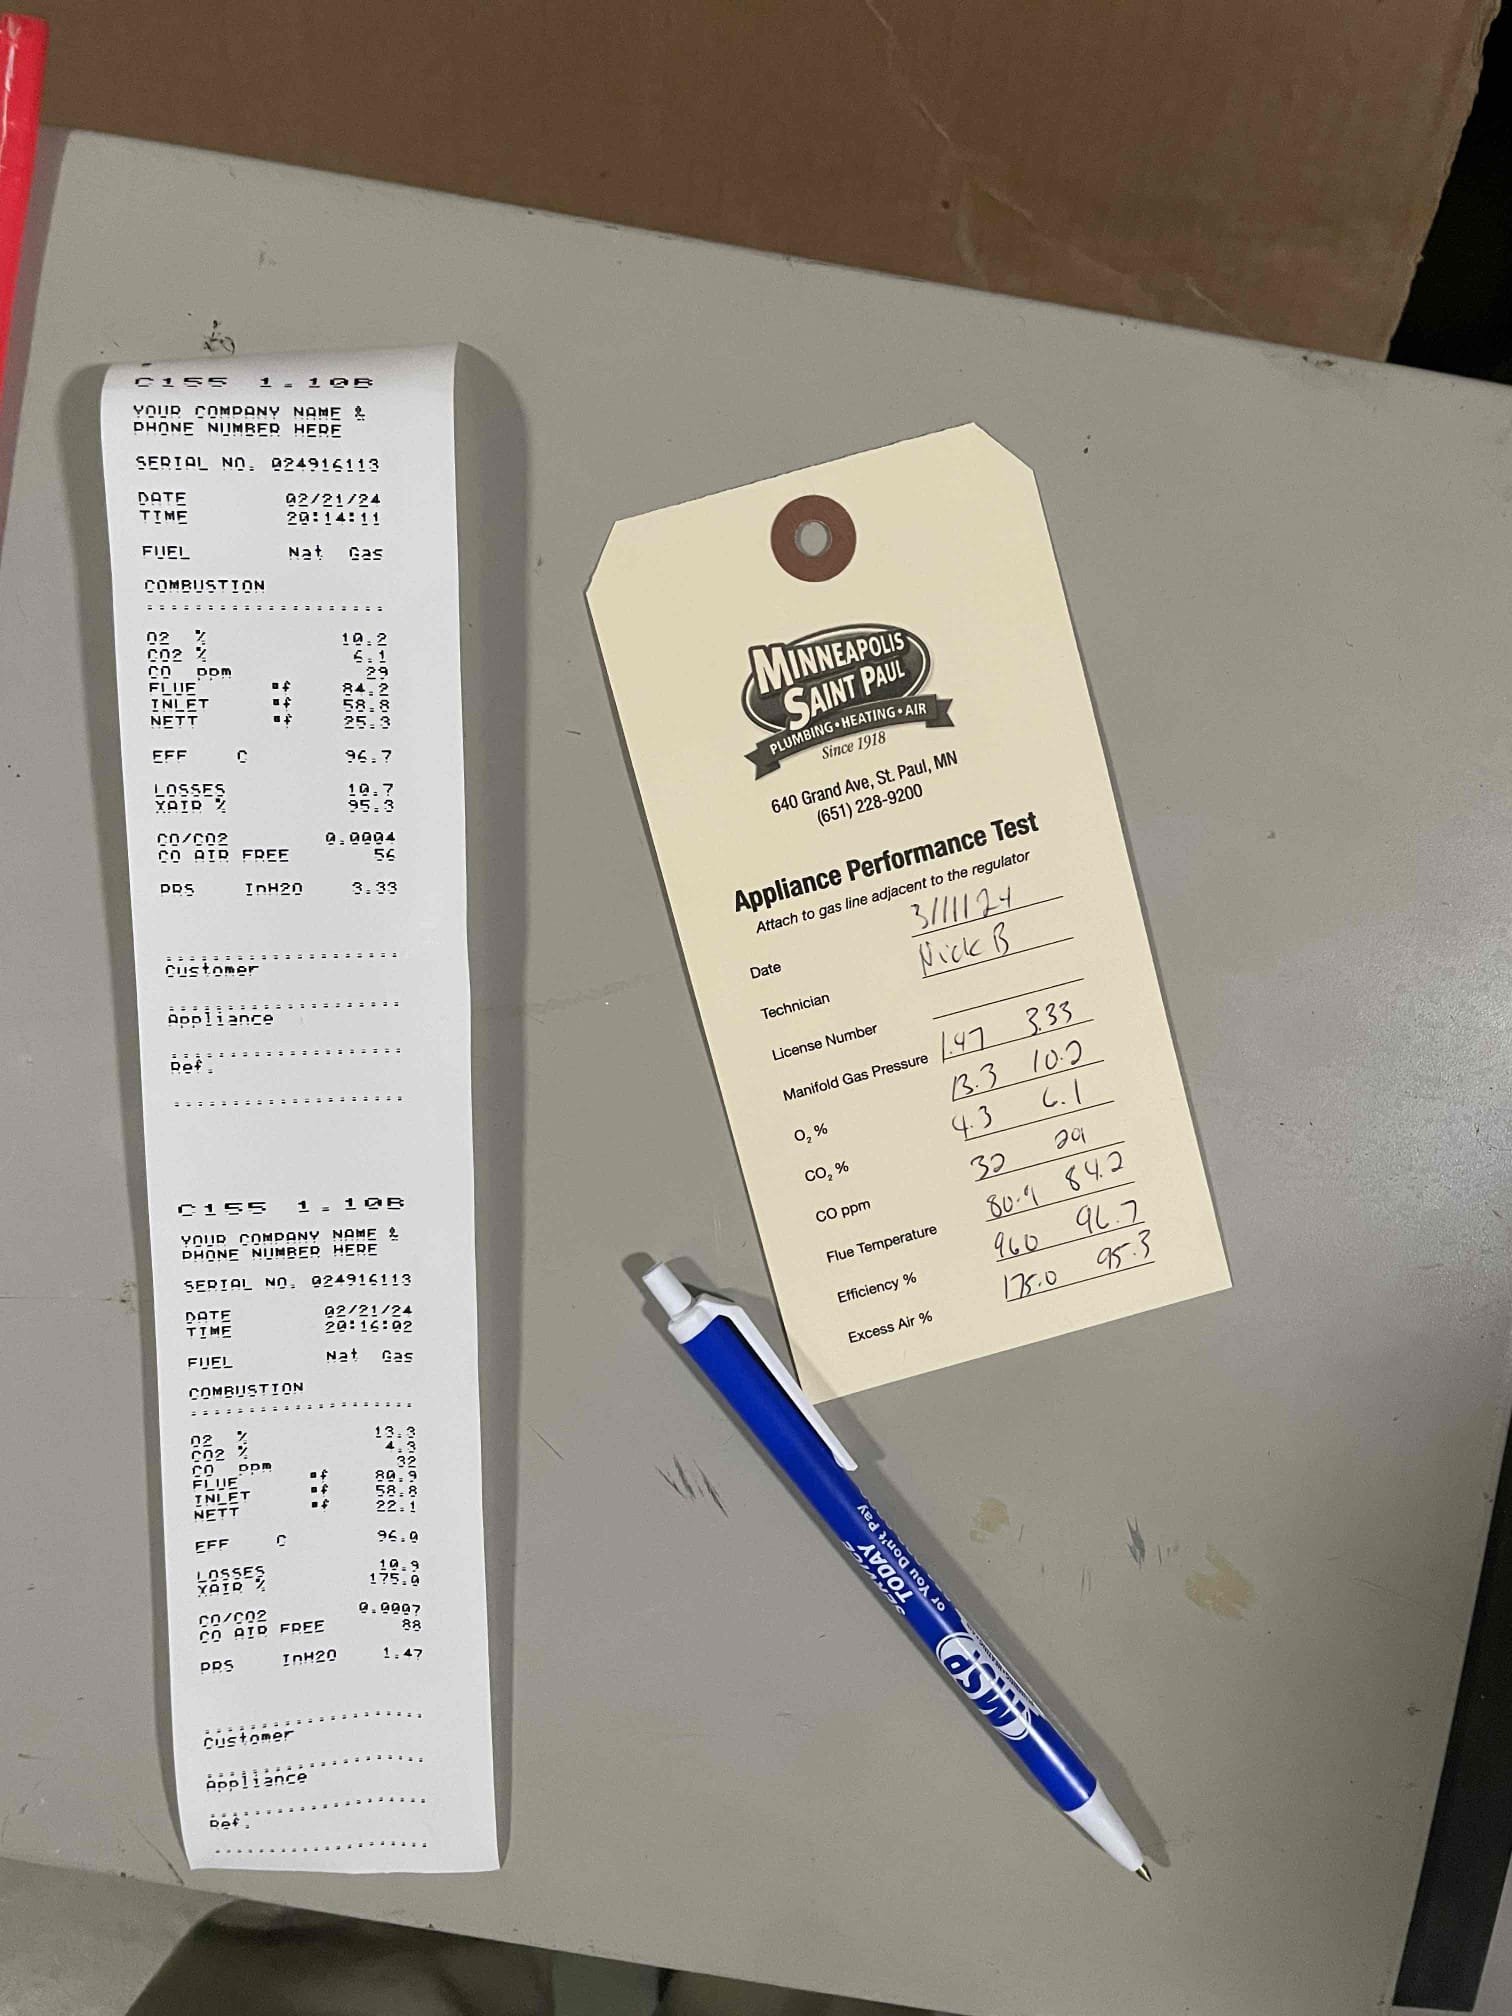 C155 1.10B
YOUR COMPANY NAME &
PHONE NUMBER HERE
SERIAL NO. 024916113
DATE 02/21/24
TIME 20:14:11
FUEL Nat Gas
COMBUSTION
O2 % 10.2
CO2 % 6.1
CO ppm 29
FLUE °f 84.2
INLET °f 58.8
NETT °f 25.3
EFF C 96.7
LOSSES 10.7
XAIR % 95.3
CO/CO2 0.0004
CO AIR FREE 56
PRS InH2O 3.33
Customer
Appliance
Ref.
C155 1.10B
YOUR COMPANY NAME &
PHONE NUMBER HERE
SERIAL NO. 024916113
DATE 02/21/24
TIME 20:16:02
FUEL Nat Gas
COMBUSTION
O2 % 13.3
CO2 % 4.3
CO ppm 32
FLUE °f 80.9
INLET °f 58.8
NETT °f 22.1
EFF C 96.0
LOSSES 10.9
XAIR % 175.0
CO/CO2 0.0007
CO AIR FREE 88
PRS InH2O 1.47
Customer
Appliance
Ref.
MINNEAPOLIS
SAINT PAUL
PLUMBING • HEATING • AIR
Since 1918
640 Grand Ave, St. Paul, MN
(651) 228-9200
Appliance Performance Test
Attach to gas line adjacent to the regulator
Date 3/11/24
Technician Nick B
License Number
Manifold Gas Pressure 1.47 3.33
O2 % 13.3 10.2
CO2 % 4.3 6.1
CO ppm 32 29
Flue Temperature 80.9 84.2
Efficiency % 960 96.7
Excess Air % 175.0 95.3
SERVICE
TODAY
or You Don't Pay
MSP